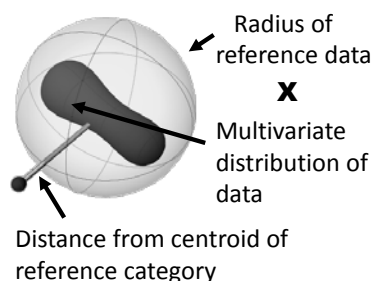 Radius of
reference data
x
Multivariate
distribution of
data
Distance from centroid of
reference category